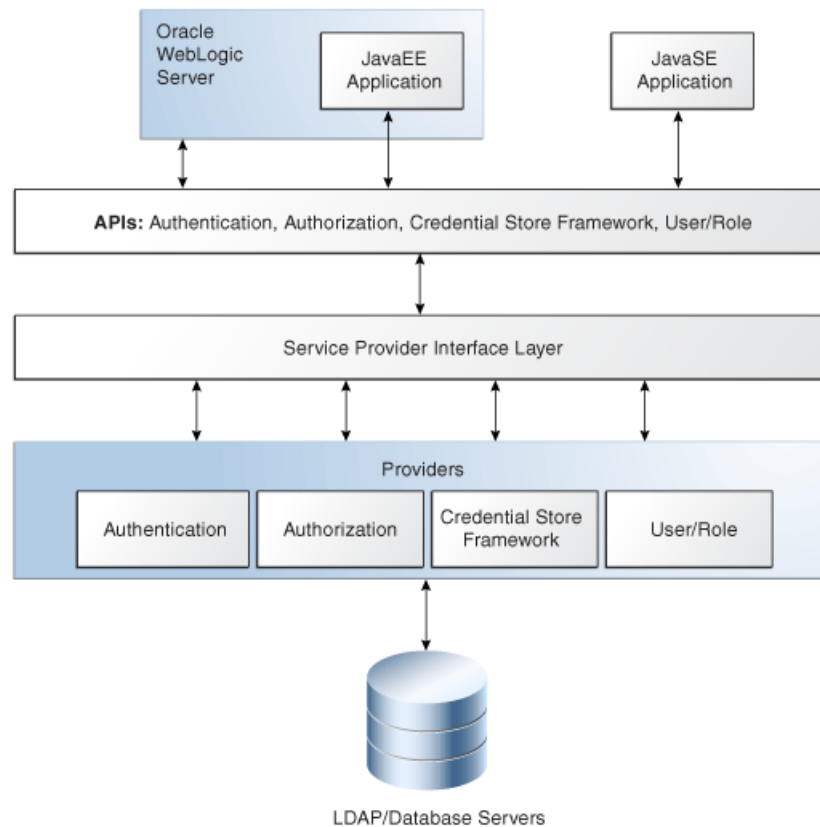 Oracle
WebLogic
Server
JavaEE
Application
JavaSE
Application
APIs: Authentication, Authorization, Credential Store Framework, User/Role
Service Provider Interface Layer
Providers
Authentication
Authorization
Credential Store
Framework
User/Role
LDAP/Database Servers